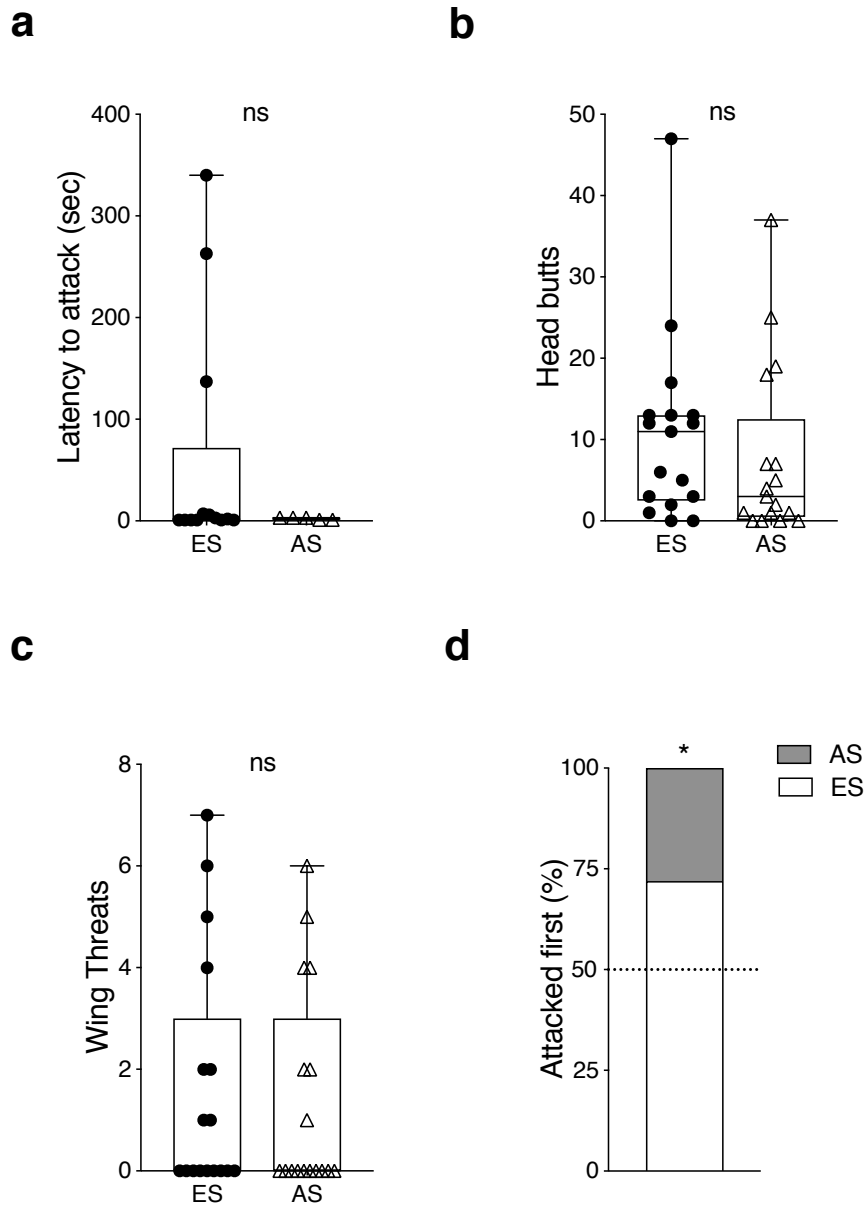 a
Latency to attack (sec)
400
300
200
100
0
ns
ES AS
b
Head butts
50
40
30
20
10
0
ns
ES AS
c
Wing Threats
8
6
4
2
0
ns
ES AS
d
Attacked first (%)
100
75
50
25
0
*
AS
ES